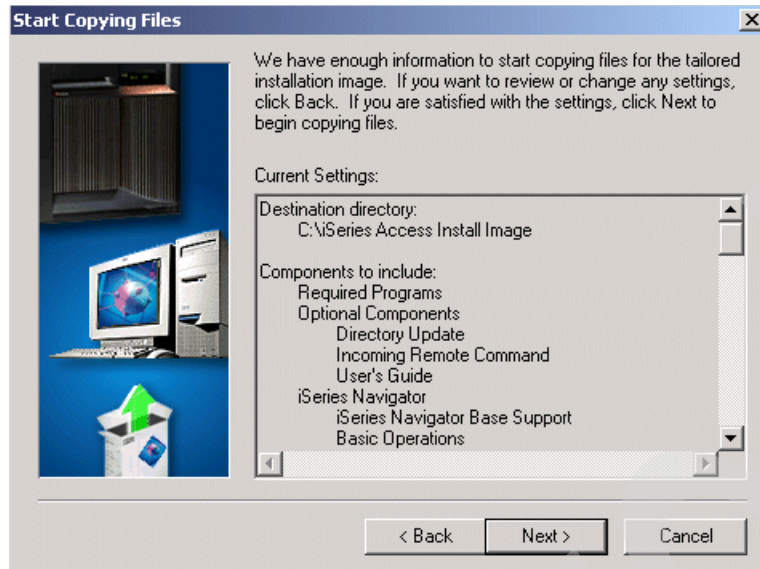 Start Copying Files
We have enough information to start copying files for the tailored
installation image. If you want to review or change any settings,
click Back. If you are satisfied with the settings, click Next to
begin copying files.
Current Settings:
Destination directory:
C:\iSeries Access Install Image
Components to include:
Required Programs
Optional Components
Directory Update
Incoming Remote Command
User's Guide
iSeries Navigator
iSeries Navigator Base Support
Basic Operations
< Back
Next >
Cancel